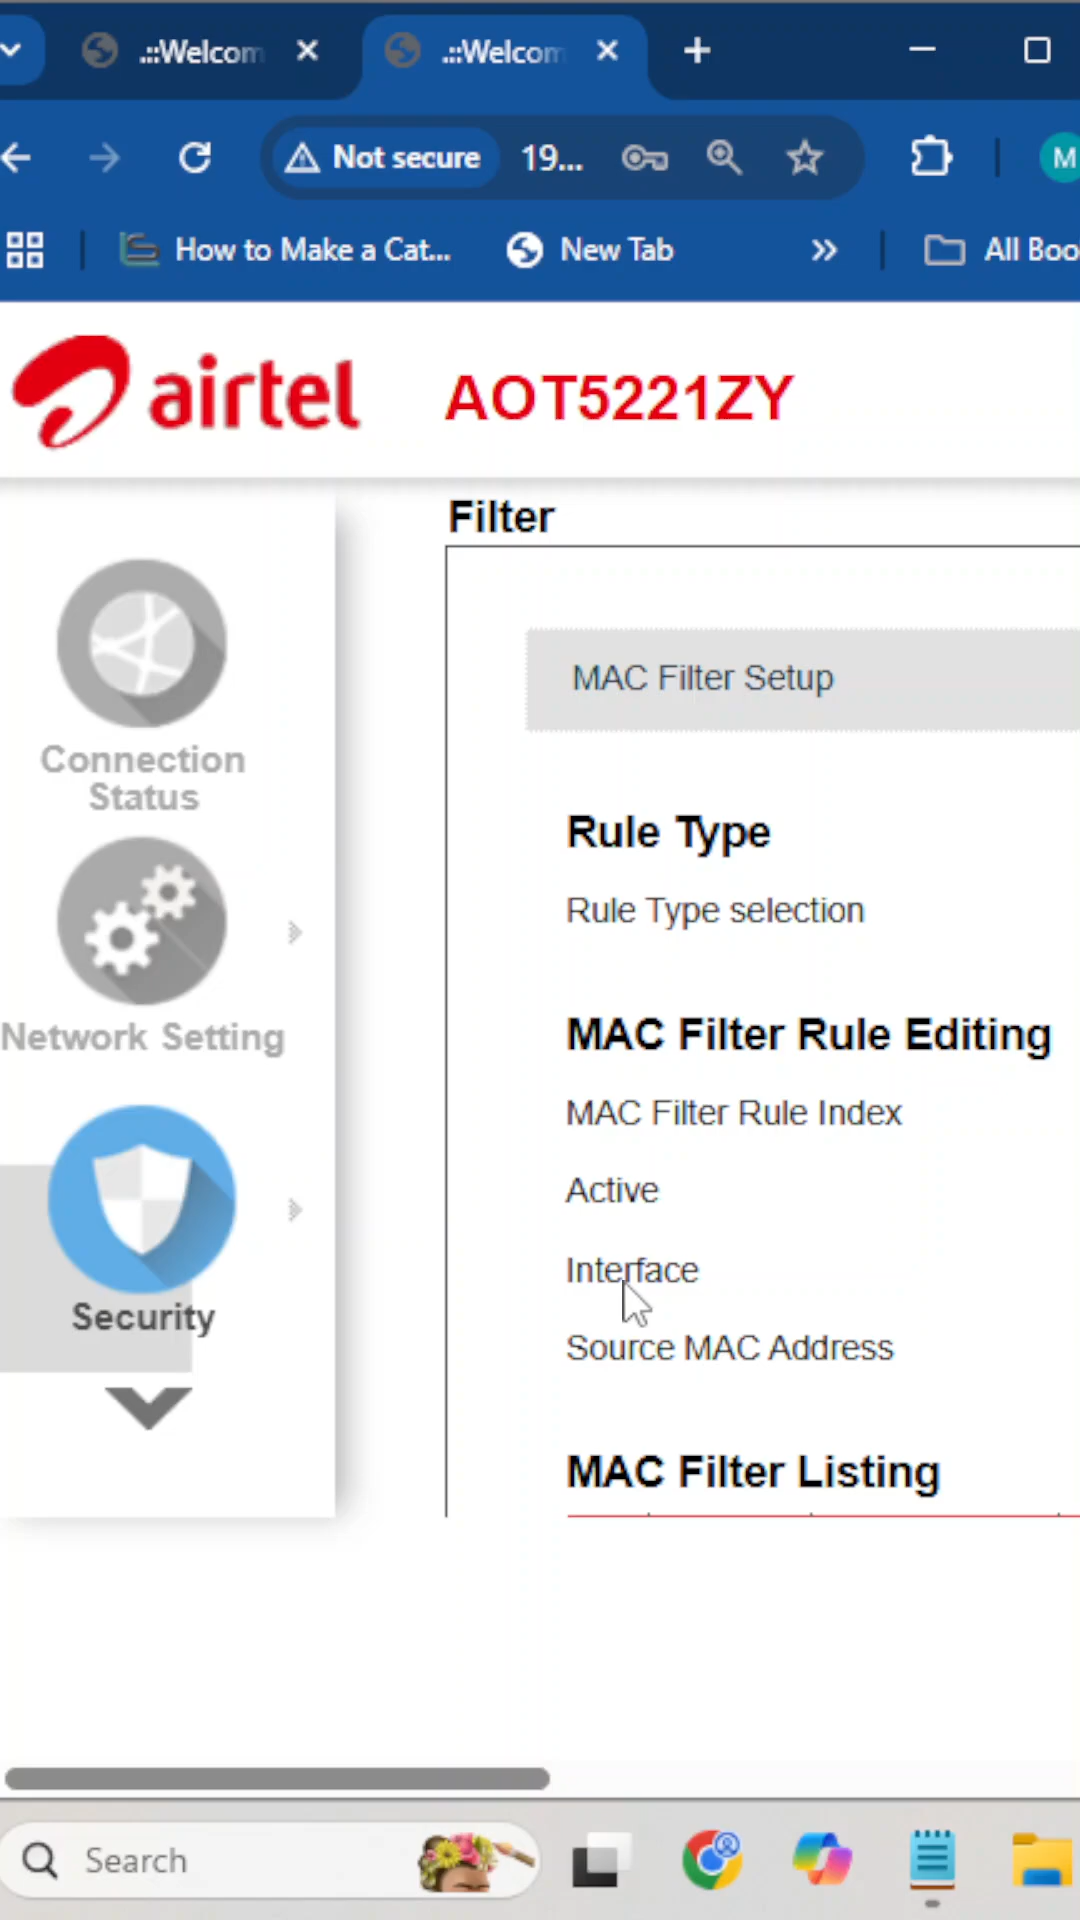 .::Welcom
.::Welcom
Not secure
19...
M
How to Make a Cat...
New Tab
All Boo
airtel
AOT5221ZY
Filter
MAC Filter Setup
Connection
Status
Rule Type
Rule Type selection
Network Setting
MAC Filter Rule Editing
MAC Filter Rule Index
Active
Interface
Security
Source MAC Address
MAC Filter Listing
Search